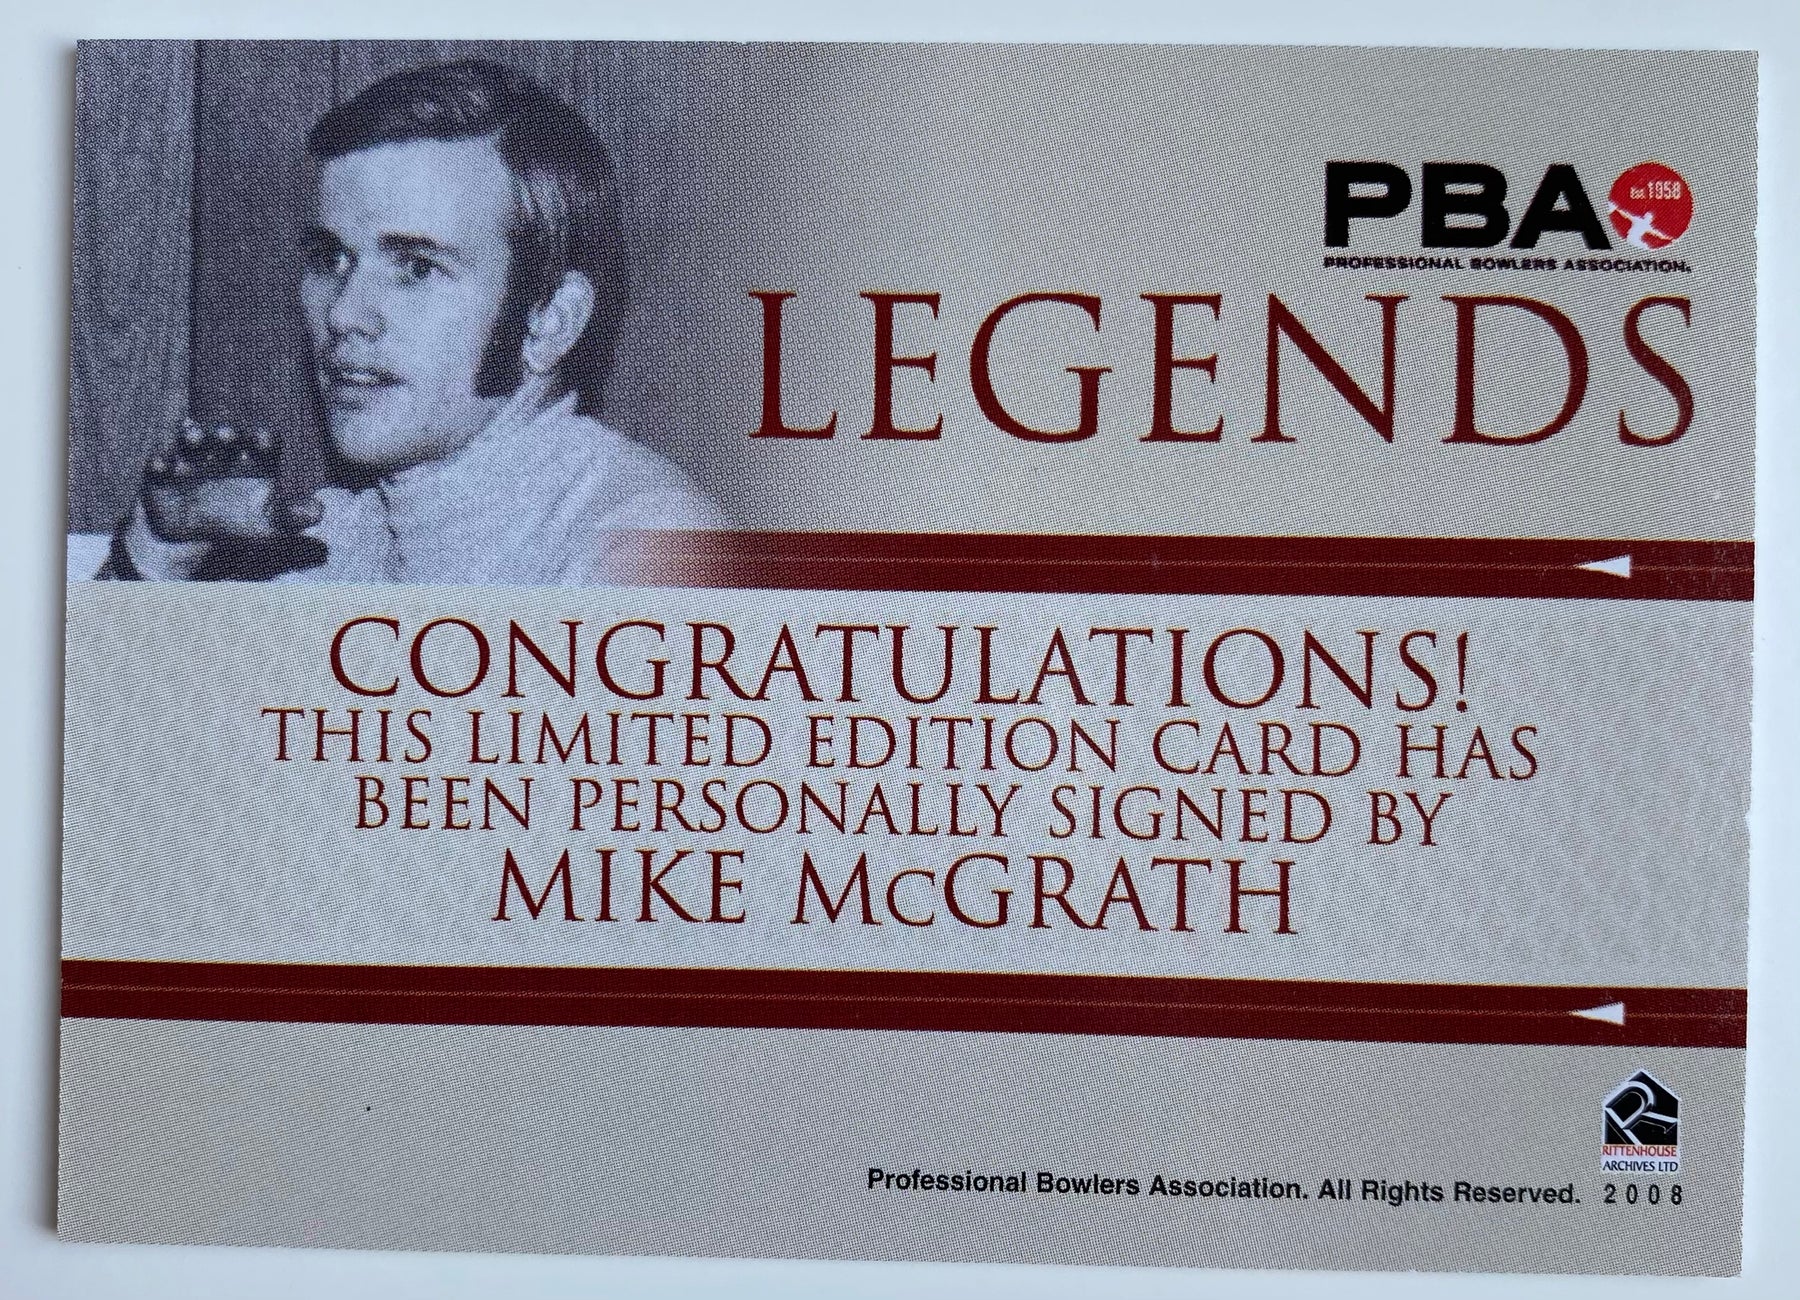 PBA
Est. 1958
PROFESSIONAL BOWLERS ASSOCIATION.
LEGENDS
CONGRATULATIONS!
THIS LIMITED EDITION CARD HAS
BEEN PERSONALLY SIGNED BY
MIKE McGRATH
RITTENHOUSE
ARCHIVES LTD
Professional Bowlers Association. All Rights Reserved. 2008